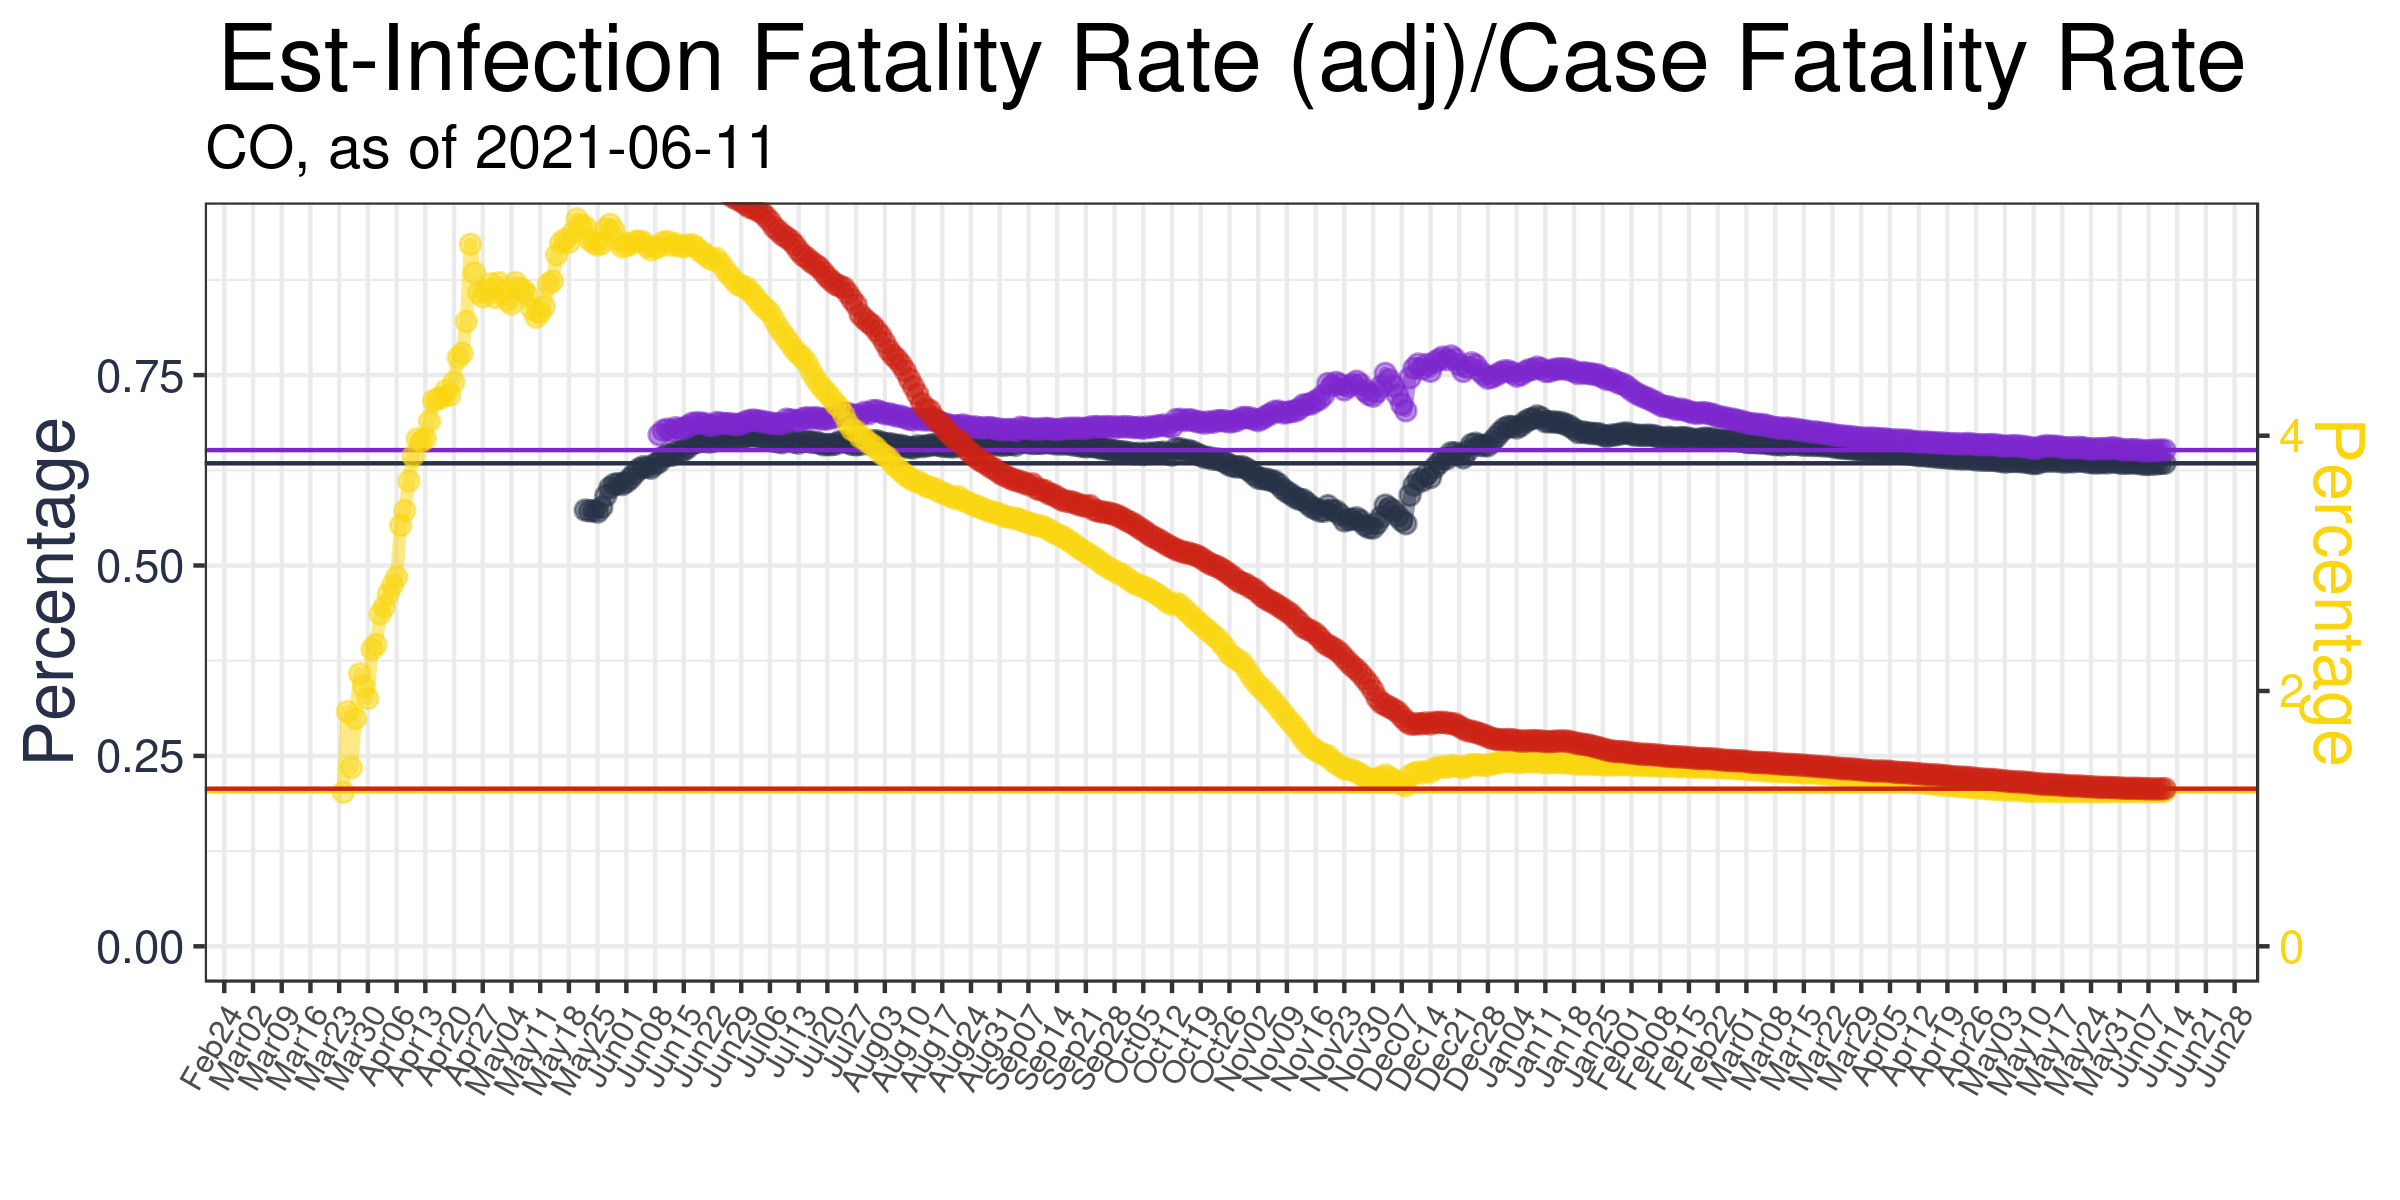 Est-Infection Fatality Rate (adj)/Case Fatality Rate
CO, as of 2021-06-11
Percentage
0.75
0.50
0.25
0.00
4
2
0
Percentage
Feb24
Mar02
Mar09
Mar16
Mar23
Mar30
Apr06
Apr13
Apr20
Apr27
May04
May11
May18
May25
Jun01
Jun08
Jun15
Jun22
Jun29
Jul06
Jul13
Jul20
Jul27
Aug03
Aug10
Aug17
Aug24
Aug31
Sep07
Sep14
Sep21
Sep28
Oct05
Oct12
Oct19
Oct26
Nov02
Nov09
Nov16
Nov23
Nov30
Dec07
Dec14
Dec21
Dec28
Jan04
Jan11
Jan18
Jan25
Feb01
Feb08
Feb15
Feb22
Mar01
Mar08
Mar15
Mar22
Mar29
Apr05
Apr12
Apr19
Apr26
May03
May10
May17
May24
May31
Jun07
Jun14
Jun21
Jun28